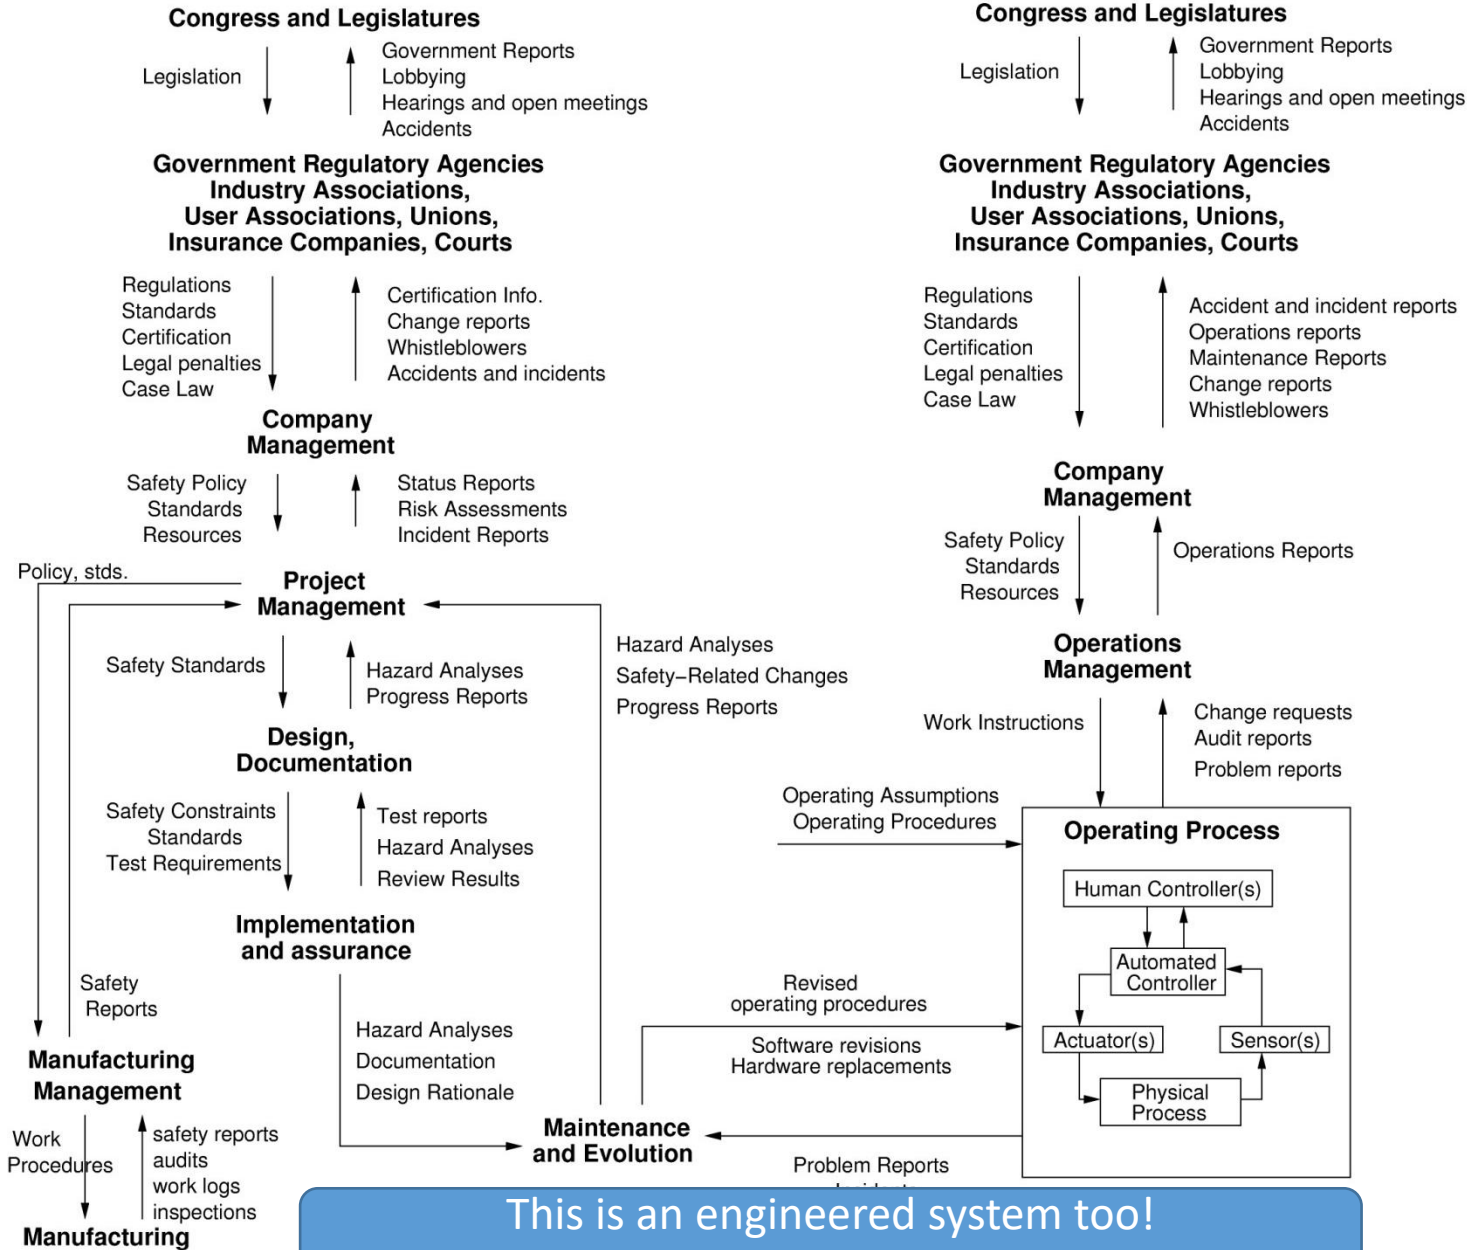 Congress and Legislatures
Legislation
Government Reports
Lobbying
Hearings and open meetings
Accidents
Government Regulatory Agencies
Industry Associations,
User Associations, Unions,
Insurance Companies, Courts
Regulations
Standards
Certification
Legal penalties
Case Law
Certification Info.
Change reports
Whistleblowers
Accidents and incidents
Company
Management
Safety Policy
Standards
Resources
Status Reports
Risk Assessments
Incident Reports
Policy, stds.
Project
Management
Safety Standards
Hazard Analyses
Progress Reports
Hazard Analyses
Safety-Related Changes
Progress Reports
Design,
Documentation
Safety Constraints
Standards
Test Requirements
Test reports
Hazard Analyses
Review Results
Implementation
and assurance
Safety
Reports
Hazard Analyses
Documentation
Design Rationale
Manufacturing
Management
Work
Procedures
safety reports
audits
work logs
inspections
Manufacturing
Maintenance
and Evolution
Congress and Legislatures
Legislation
Government Reports
Lobbying
Hearings and open meetings
Accidents
Government Regulatory Agencies
Industry Associations,
User Associations, Unions,
Insurance Companies, Courts
Regulations
Standards
Certification
Legal penalties
Case Law
Accident and incident reports
Operations reports
Maintenance Reports
Change reports
Whistleblowers
Company
Management
Safety Policy
Standards
Resources
Operations Reports
Operations
Management
Work Instructions
Change requests
Audit reports
Problem reports
Operating Assumptions
Operating Procedures
Operating Process
Human Controller(s)
Automated
Controller
Actuator(s)
Sensor(s)
Physical
Process
Revised
operating procedures
Software revisions
Hardware replacements
Problem Reports
This is an engineered system too!